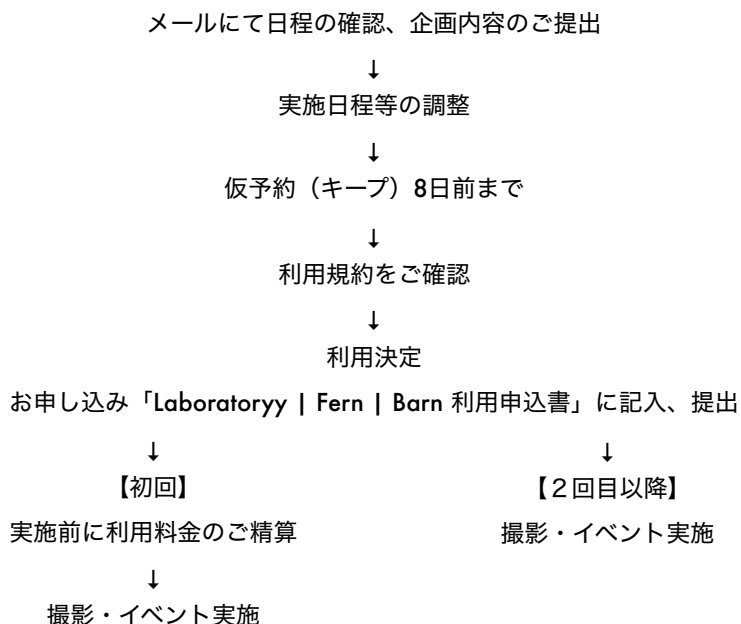 メールにて日程の確認、企画内容のご提出
↓
実施日程等の調整
↓
仮予約（キープ）8日前まで
↓
利用規約をご確認
↓
利用決定
お申し込み「Laboratoryy | Fern | Barn 利用申込書」に記入、提出
↓ ↓
【初回】 【２回目以降】
実施前に利用料金のご精算 撮影・イベント実施
↓
撮影・イベント実施